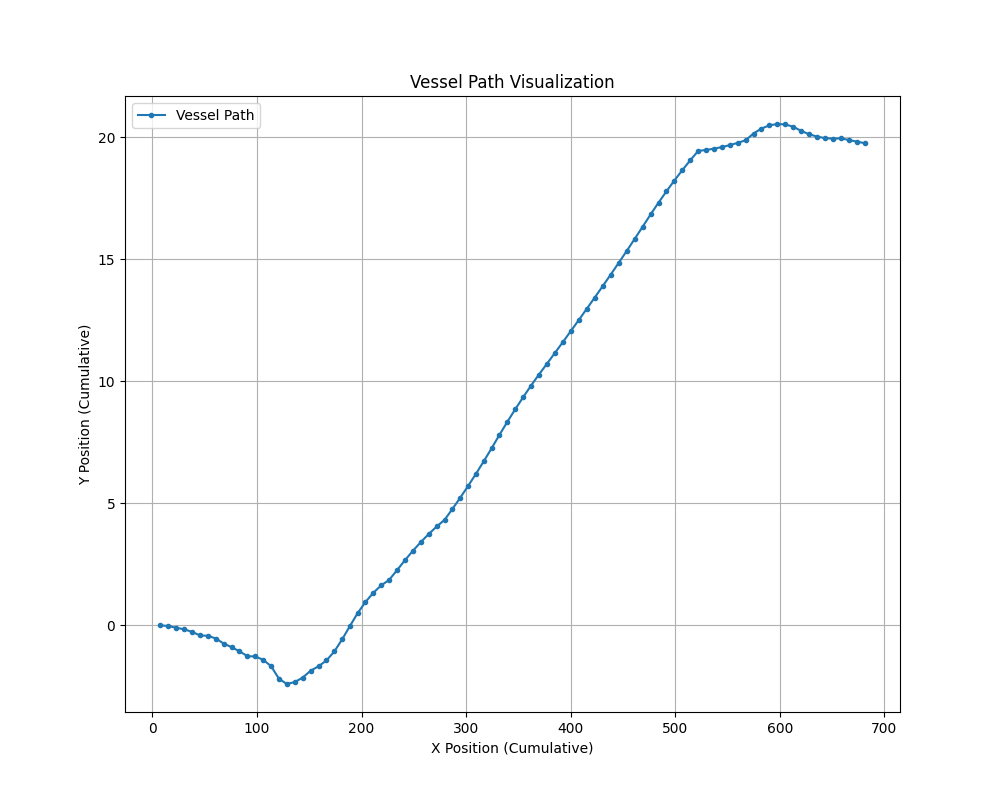 Vessel Path Visualization
Vessel Path
Y Position (Cumulative)
20
15
10
5
0
0 100 200 300 400 500 600 700
X Position (Cumulative)